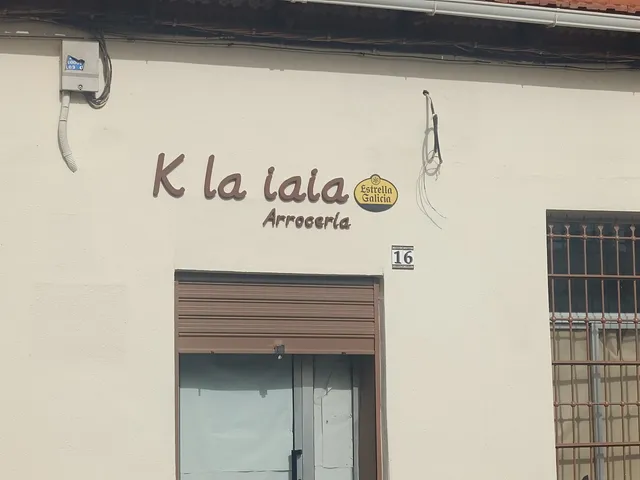 K la iaia
Estrella
Galicia
Arrocería
16